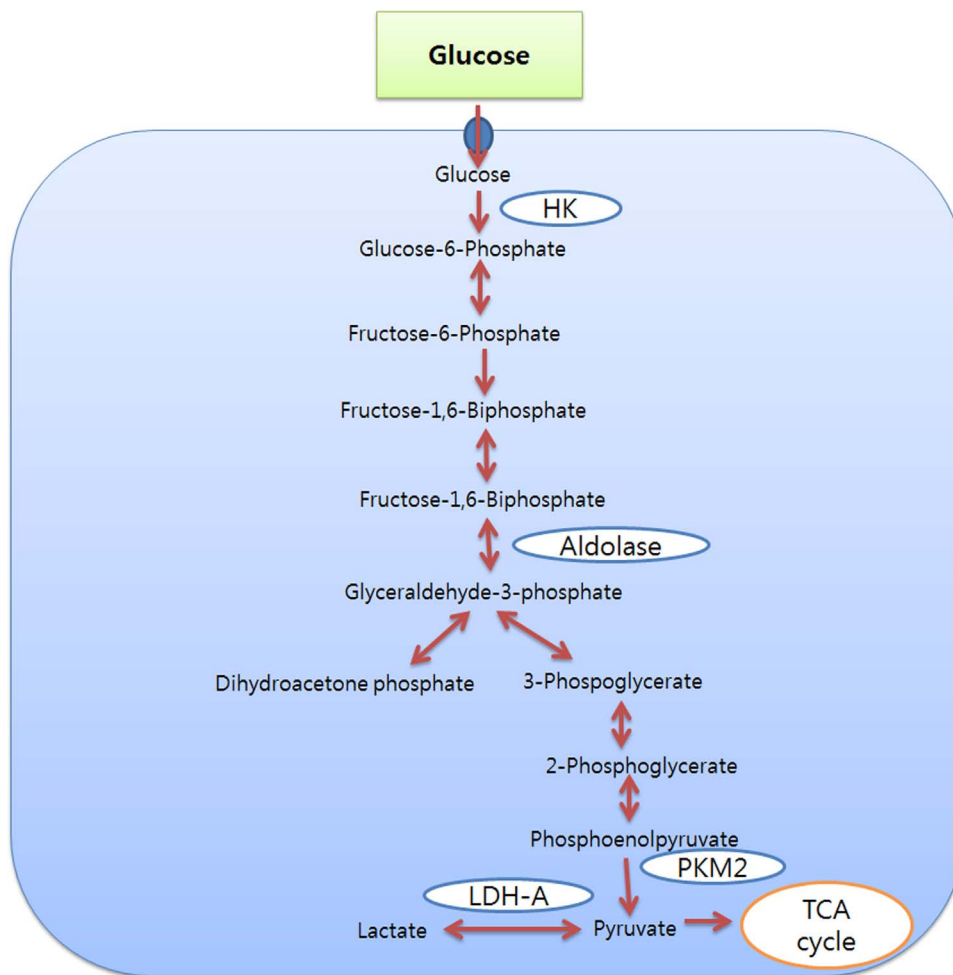 Glucose
Glucose
HK
Glucose-6-Phosphate
Fructose-6-Phosphate
Fructose-1,6-Biphosphate
Fructose-1,6-Biphosphate
Aldolase
Glyceraldehyde-3-phosphate
Dihydroacetone phosphate
3-Phospoglycerate
2-Phosphoglycerate
Phosphoenolpyruvate
PKM2
LDH-A
Lactate
Pyruvate
TCA
cycle